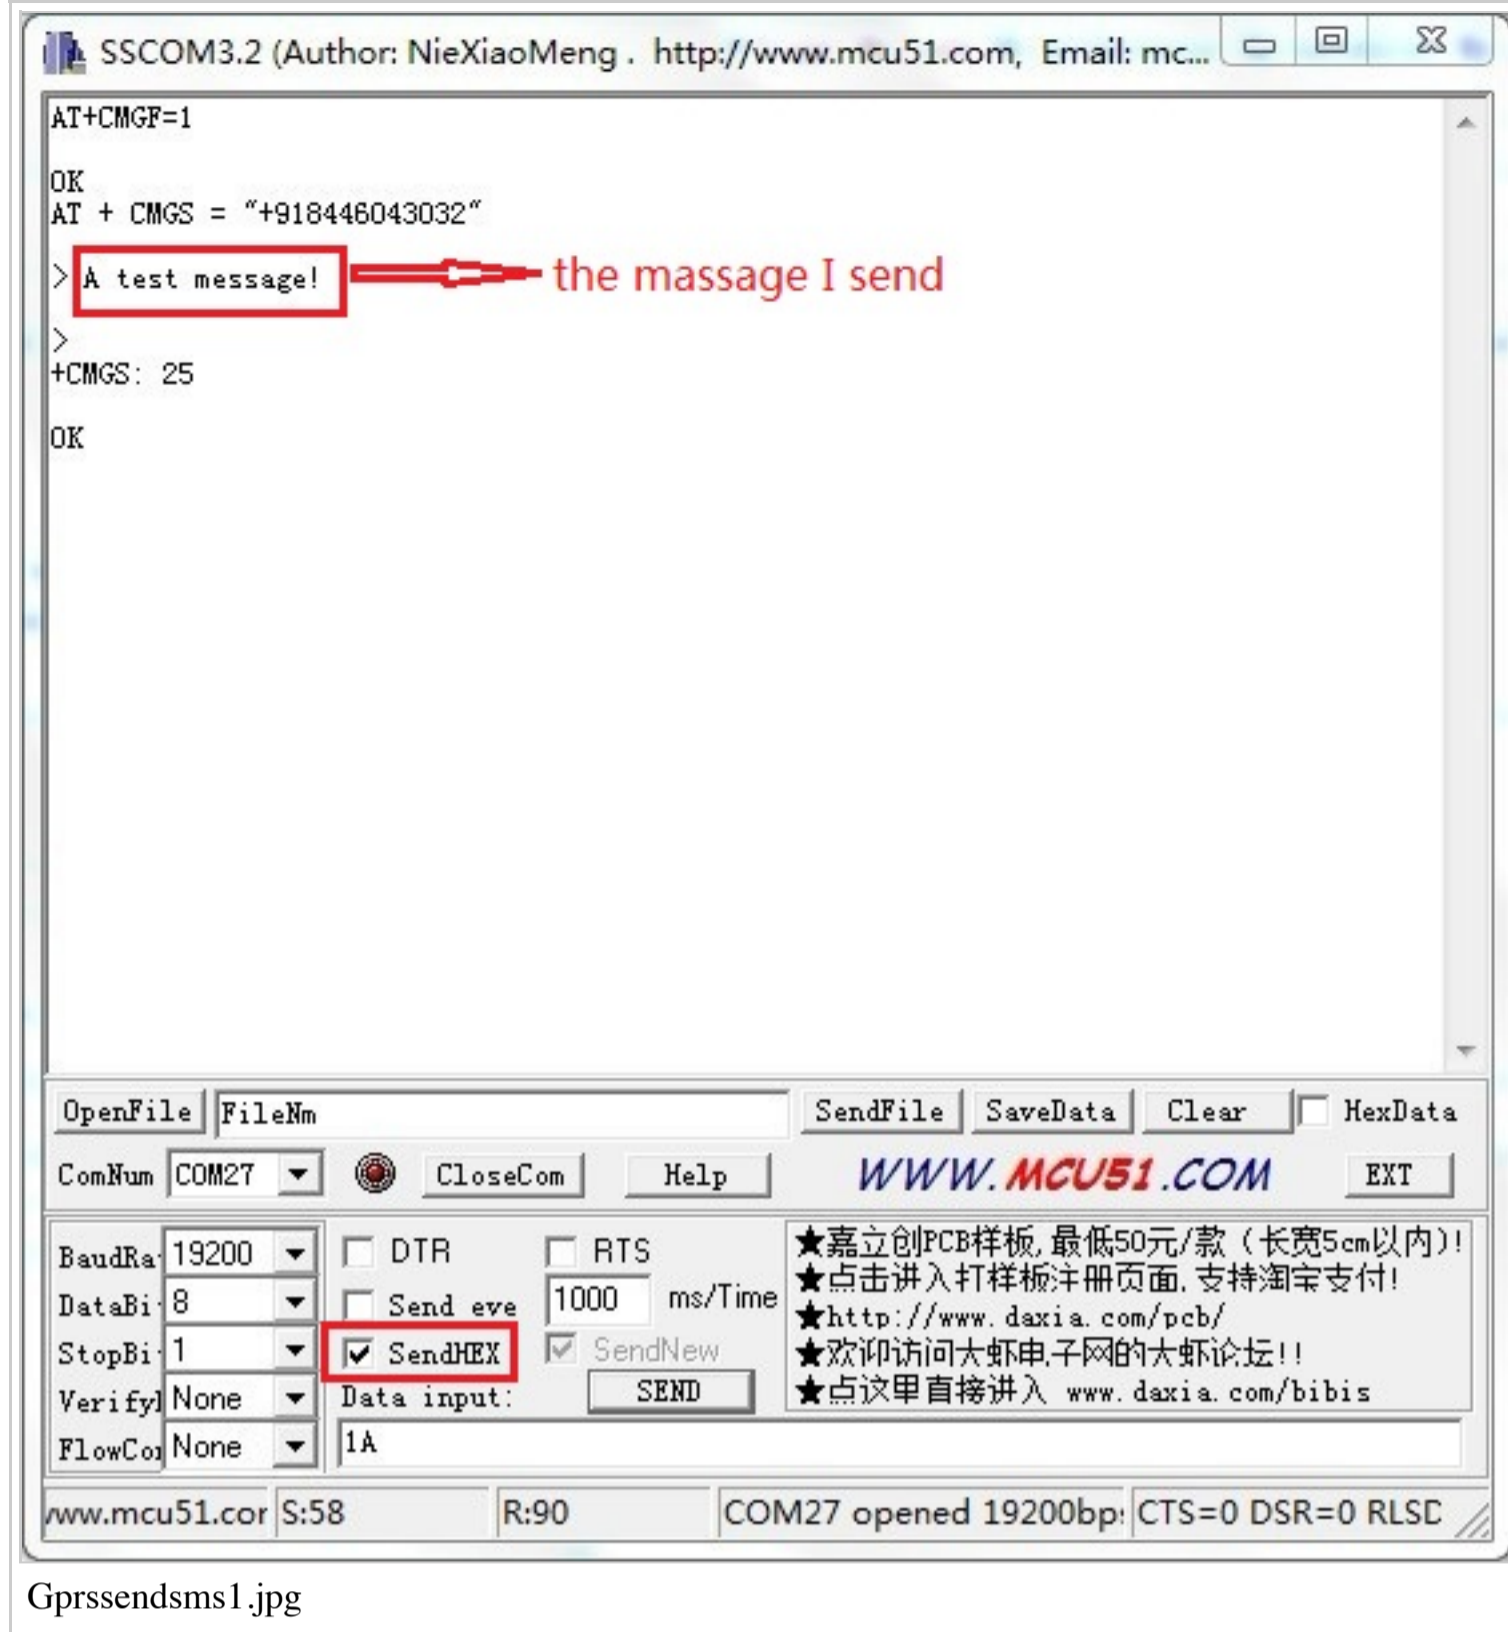 SSCOM3.2 (Author: NieXiaoMeng . http://www.mcu51.com, Email: mc...
AT+CMGF=1
OK
AT + CMGS = "+918446043032"
> A test message!
the massage I send
>
+CMGS: 25
OK
OpenFile FileNm SendFile SaveData Clear HexData
ComNum COM27 CloseCom Help WWW.MCU51.COM EXT
BaudRa 19200 DTR RTS
DataBi 8 Send eve 1000 ms/Time
StopBi 1 SendHEX SendNew
VerifyI None Data input: SEND
FlowCon None 1A
★嘉立创PCB样板,最低50元/款（长宽5cm以内)!
★点击进入打样板注册页面,支持淘宝支付!
★http://www.daxia.com/pcb/
★欢迎访问大虾电子网的大虾论坛!!
★点这里直接进入 www.daxia.com/bibis
www.mcu51.cor S:58 R:90 COM27 opened 19200bp: CTS=0 DSR=0 RLSD
Gprssendsms1.jpg